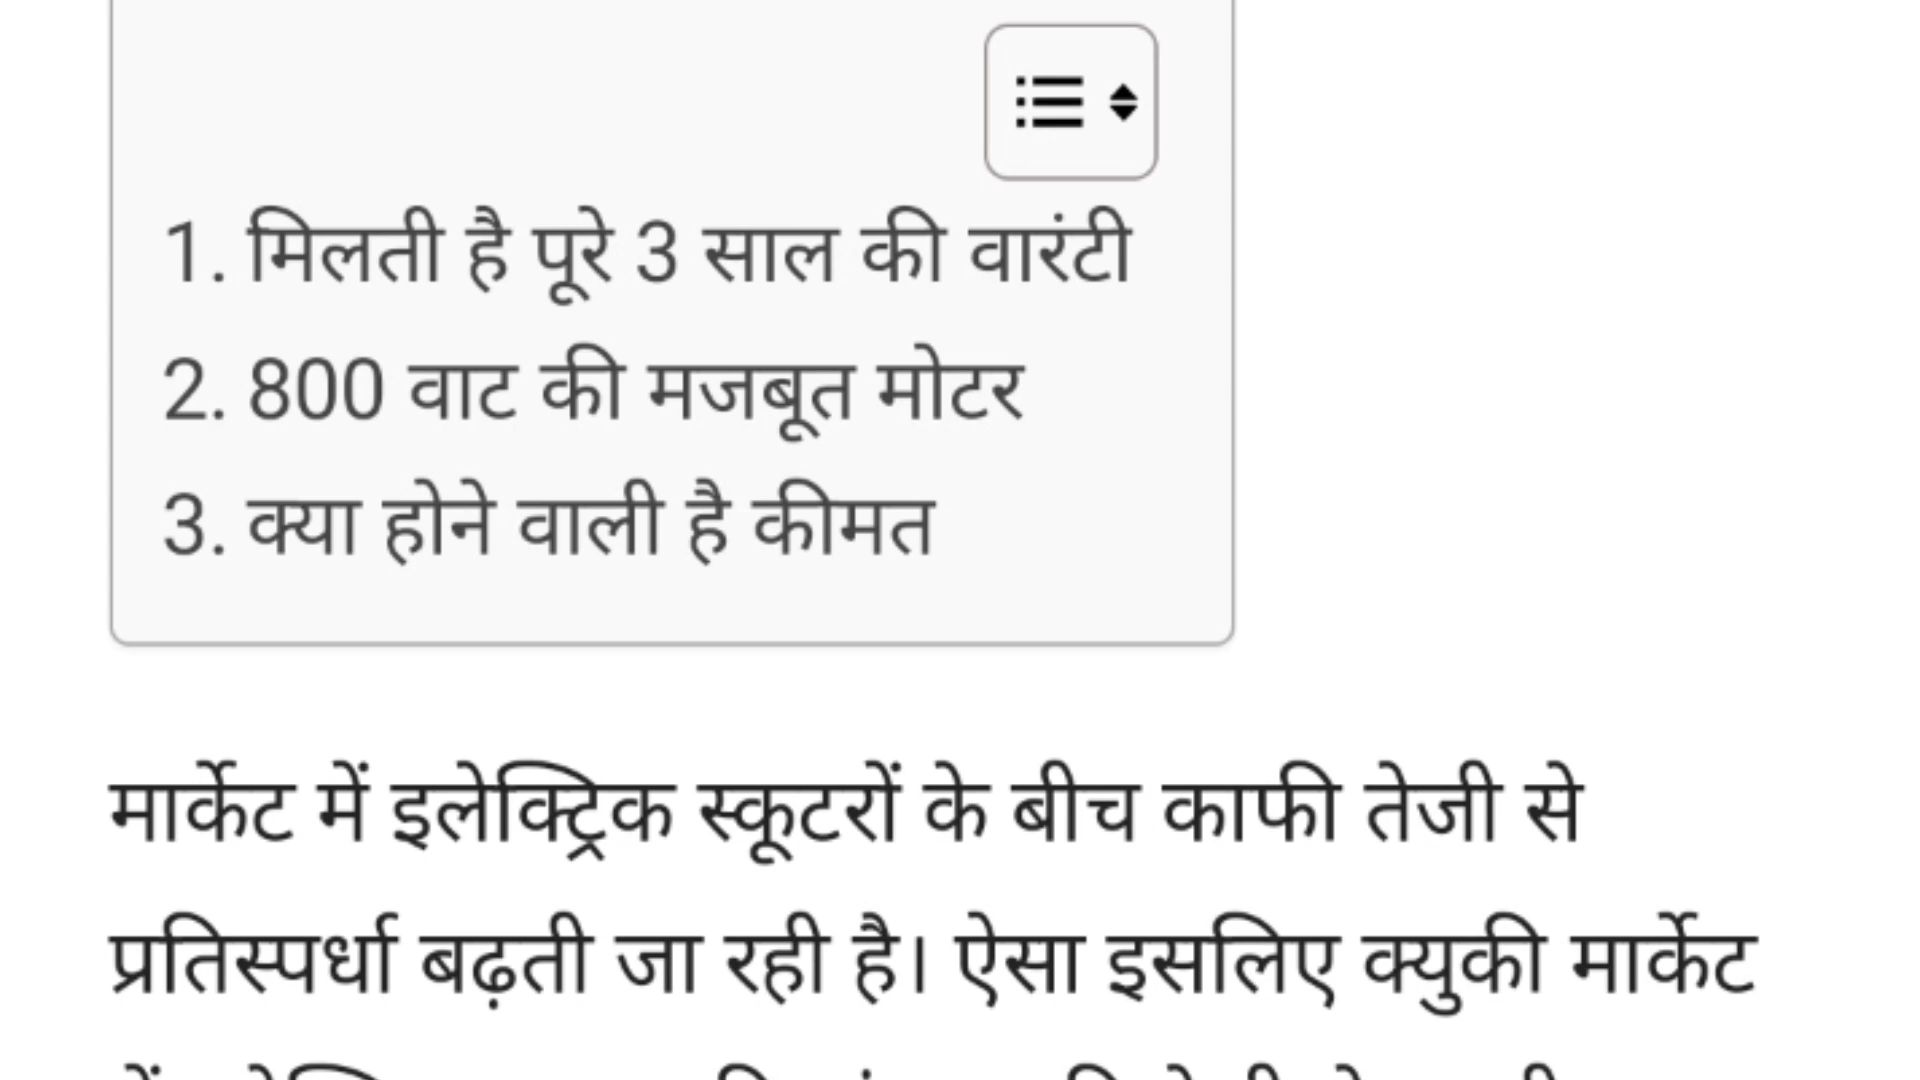 1. मिलती है पूरे 3 साल की वारंटी
2. 800 वाट की मजबूत मोटर
3. क्या होने वाली है कीमत
मार्केट में इलेक्ट्रिक स्कूटरों के बीच काफी तेजी से
प्रतिस्पर्धा बढ़ती जा रही है। ऐसा इसलिए क्युकी मार्केट